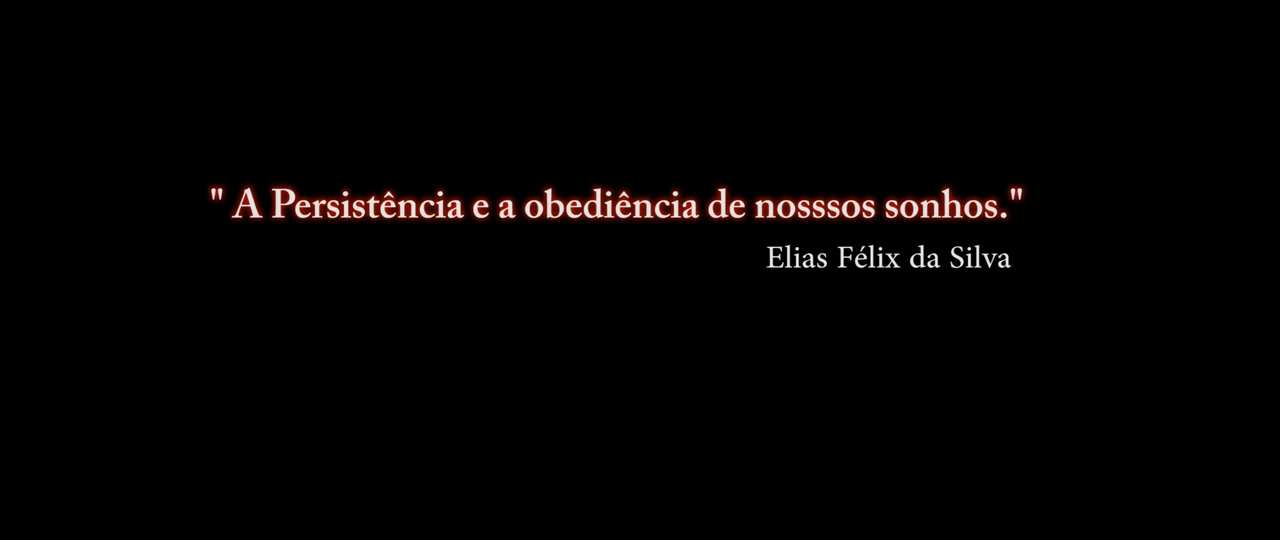 " A Persistência e a obediência de nosssos sonhos."
Elias Félix da Silva